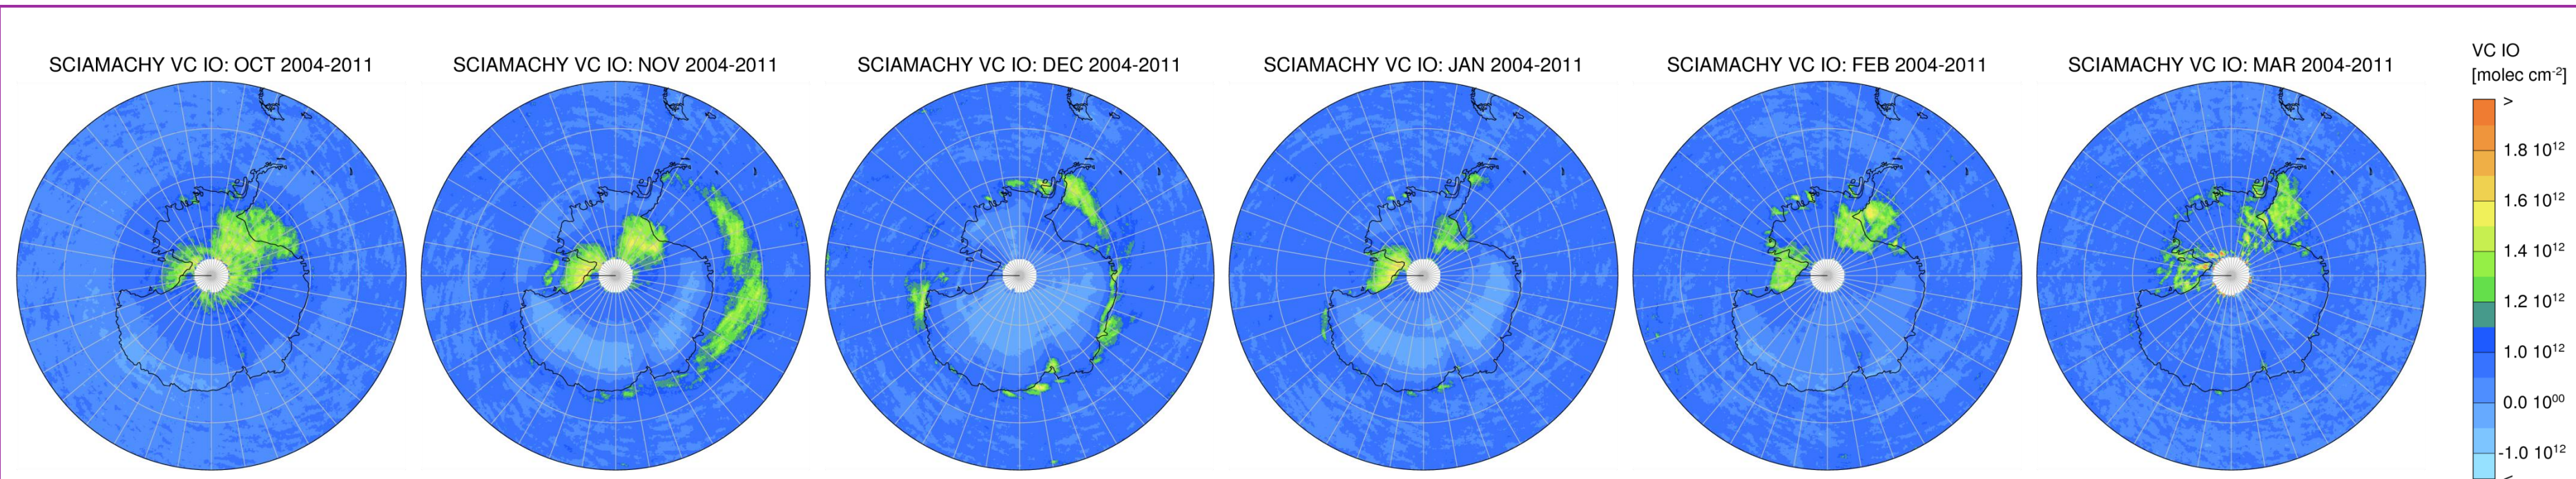 SCIAMACHY VC IO: OCT 2004-2011
SCIAMACHY VC IO: NOV 2004-2011
SCIAMACHY VC IO: DEC 2004-2011
SCIAMACHY VC IO: JAN 2004-2011
SCIAMACHY VC IO: FEB 2004-2011
SCIAMACHY VC IO: MAR 2004-2011
VC IO
[molec cm⁻²]
>
1.8 10¹²
1.6 10¹²
1.4 10¹²
1.2 10¹²
1.0 10¹²
0.0 10⁰⁰
-1.0 10¹²
<